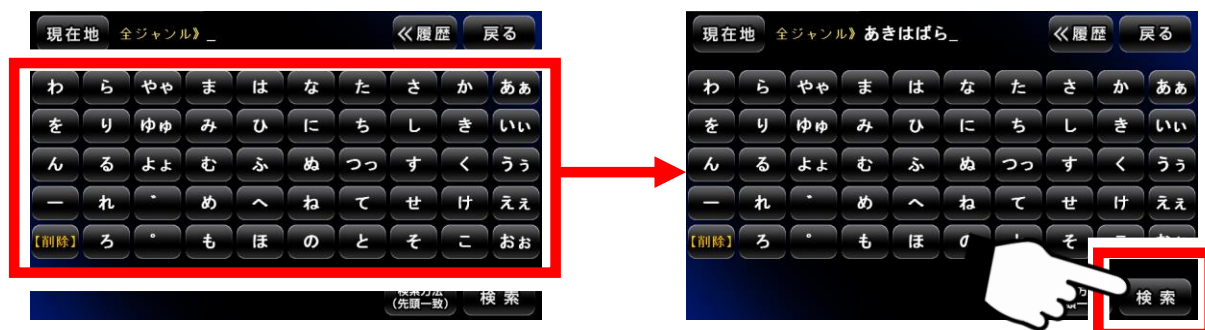 現在地 全ジャンル》_ ≪履歴 戻る
わ ら やゃ ま は な た さ か あぁ
を り ゆゅ み ひ に ち し き いぃ
ん る よょ む ふ ぬ つっ す く うぅ
ー れ ゛ め へ ね て せ け えぇ
【削除】 ろ ゜ も ほ の と そ こ おぉ
検索方法
(先頭一致) 検索
現在地 全ジャンル》あきはばら_ ≪履歴 戻る
わ ら やゃ ま は な た さ か あぁ
を り ゆゅ み ひ に ち し き いぃ
ん る よょ む ふ ぬ つっ す く うぅ
ー れ ゛ め へ ね て せ け えぇ
【削除】 ろ ゜ も ほ そ
検索